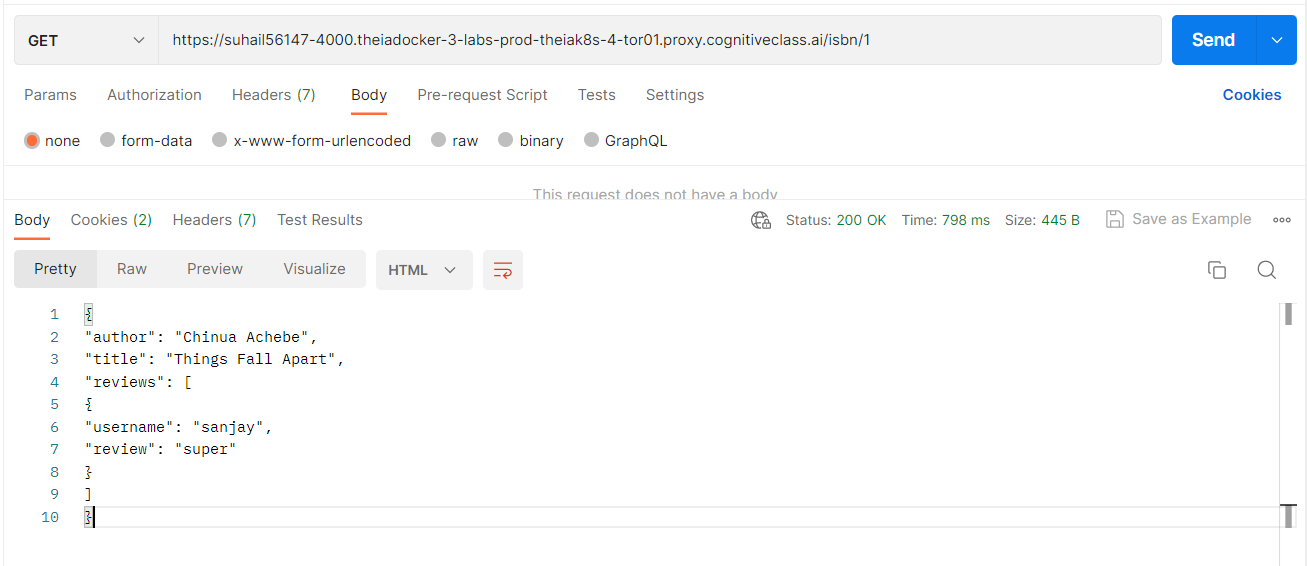 GET https://suhail56147-4000.theiadocker-3-labs-prod-theiak8s-4-tor01.proxy.cognitiveclass.ai/isbn/1 Send
Params Authorization Headers (7) Body Pre-request Script Tests Settings Cookies
none form-data x-www-form-urlencoded raw binary GraphQL
This request does not have a body
Body Cookies (2) Headers (7) Test Results Status: 200 OK Time: 798 ms Size: 445 B Save as Example
Pretty Raw Preview Visualize HTML
1 {
2 "author": "Chinua Achebe",
3 "title": "Things Fall Apart",
4 "reviews": [
5 {
6 "username": "sanjay",
7 "review": "super"
8 }
9 ]
10 }